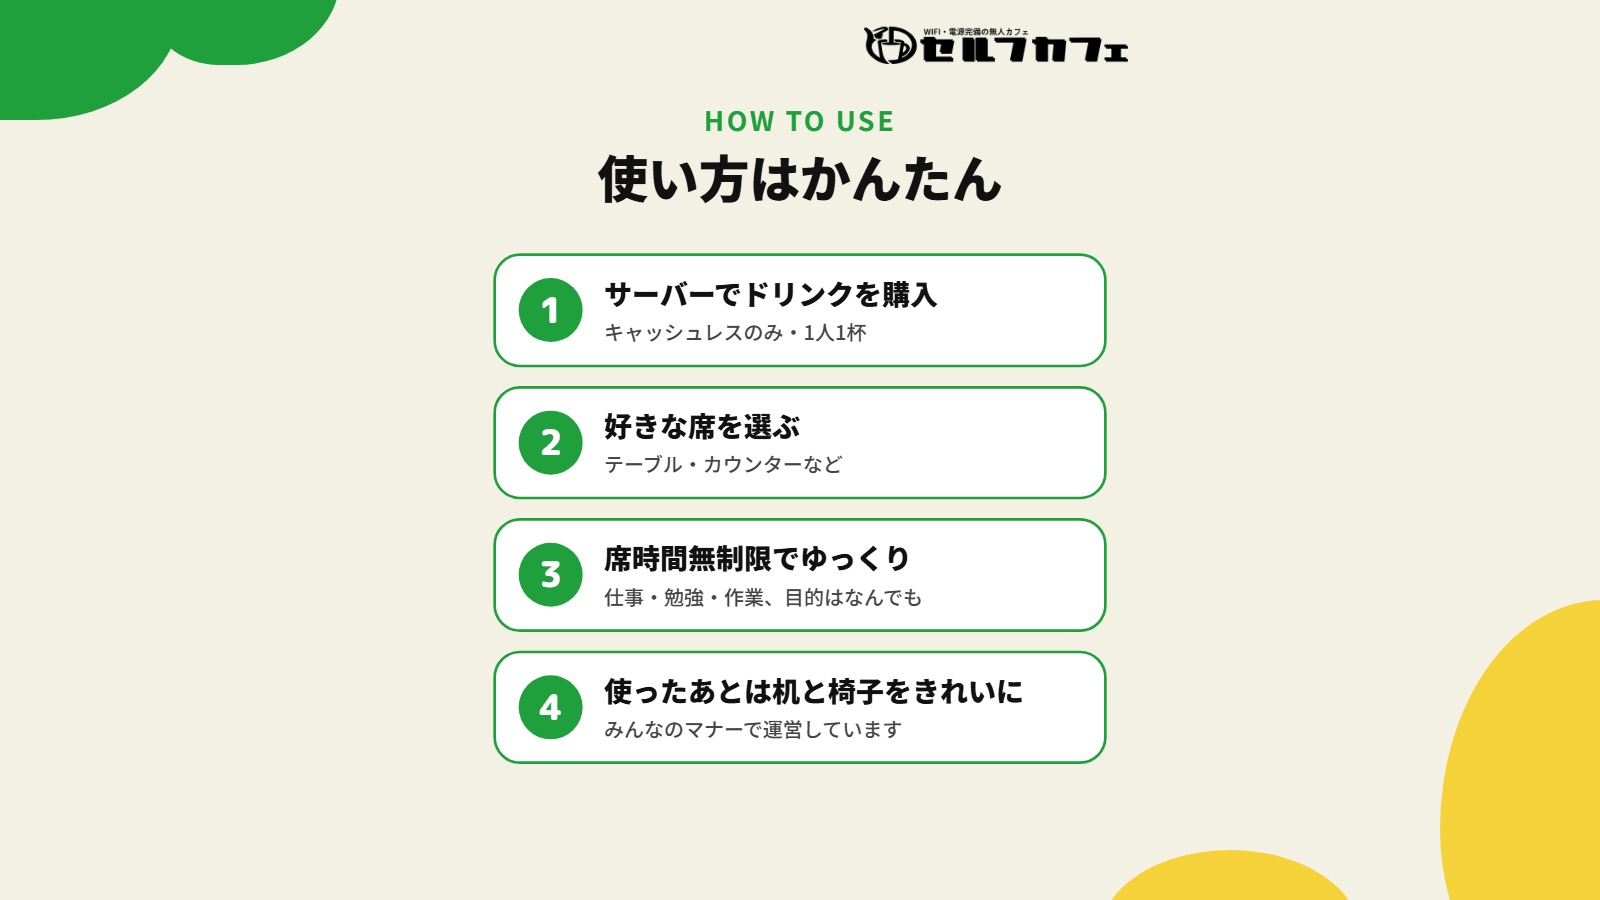 WIFI・電源完備の無人カフェ
セルフカフェ
HOW TO USE
使い方はかんたん
1
サーバーでドリンクを購入
キャッシュレスのみ・1人1杯
2
好きな席を選ぶ
テーブル・カウンターなど
3
席時間無制限でゆっくり
仕事・勉強・作業、目的はなんでも
4
使ったあとは机と椅子をきれいに
みんなのマナーで運営しています